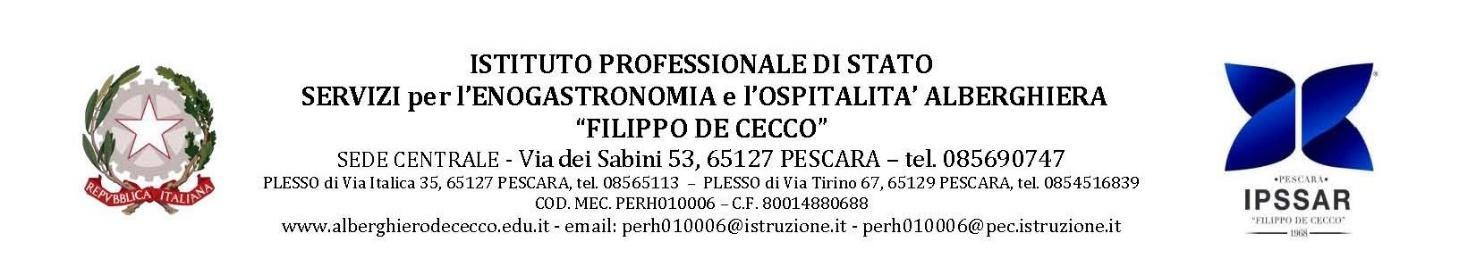 ISTITUTO PROFESSIONALE DI STATO
SERVIZI per l'ENOGASTRONOMIA e l'OSPITALITA' ALBERGHIERA
"FILIPPO DE CECCO"
SEDE CENTRALE - Via dei Sabini 53, 65127 PESCARA – tel. 085690747
PLESSO di Via Italica 35, 65127 PESCARA, tel. 08565113 – PLESSO di Via Tirino 67, 65129 PESCARA, tel. 0854516839
COD. MEC. PERH010006 – C.F. 80014880688
www.alberghierodececco.edu.it - email: perh010006@istruzione.it - perh010006@pec.istruzione.it
REPVBBLICA ITALIANA
®
•PESCARA•
IPSSAR
"FILIPPO DE CECCO"
1968